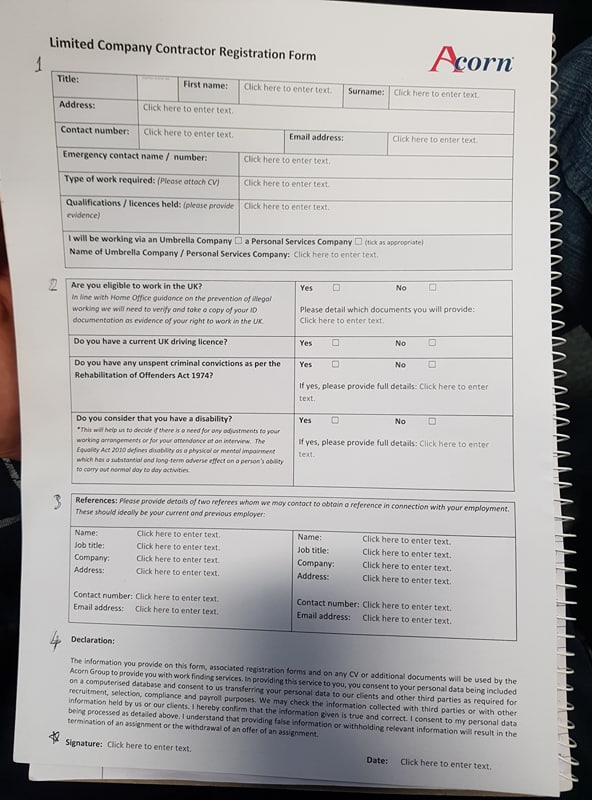 Limited Company Contractor Registration Form
Acorn
1
Title: First name: Click here to enter text. Surname: Click here to enter text.
Address: Click here to enter text.
Contact number: Click here to enter text. Email address: Click here to enter text.
Emergency contact name / number: Click here to enter text.
Type of work required: (Please attach CV) Click here to enter text.
Qualifications / licences held: (please provide Click here to enter text.
evidence)
I will be working via an Umbrella Company ☐ a Personal Services Company ☐ (tick as appropriate)
Name of Umbrella Company / Personal Services Company: Click here to enter text.
2
Are you eligible to work in the UK?
In line with Home Office guidance on the prevention of illegal
working we will need to verify and take a copy of your ID
documentation as evidence of your right to work in the UK.
Yes ☐ No ☐
Please detail which documents you will provide:
Click here to enter text.
Do you have a current UK driving licence? Yes ☐ No ☐
Do you have any unspent criminal convictions as per the
Rehabilitation of Offenders Act 1974?
Yes ☐ No ☐
If yes, please provide full details: Click here to enter
text.
Do you consider that you have a disability?
*This will help us to decide if there is a need for any adjustments to your
working arrangements or for your attendance at an interview. The
Equality Act 2010 defines disability as a physical or mental impairment
which has a substantial and long-term adverse effect on a person's ability
to carry out normal day to day activities.
Yes ☐ No ☐
If yes, please provide full details: Click here to enter
text.
3
References: Please provide details of two referees whom we may contact to obtain a reference in connection with your employment.
These should ideally be your current and previous employer:
Name: Click here to enter text.
Job title: Click here to enter text.
Company: Click here to enter text.
Address: Click here to enter text.
Contact number: Click here to enter text.
Email address: Click here to enter text.
Name: Click here to enter text.
Job title: Click here to enter text.
Company: Click here to enter text.
Address: Click here to enter text.
Contact number: Click here to enter text.
Email address: Click here to enter text.
4
Declaration:
The information you provide on this form, associated registration forms and on any CV or additional documents will be used by the
Acorn Group to provide you with work finding services. In providing this service to you, you consent to your personal data being included
on a computerised database and consent to us transferring your personal data to our clients and other third parties as required for
recruitment, selection, compliance and payroll purposes. We may check the information collected with third parties or with other
information held by us or our clients. I hereby confirm that the information given is true and correct. I consent to my personal data
being processed as detailed above. I understand that providing false information or withholding relevant information will result in the
termination of an assignment or the withdrawal of an offer of an assignment.
Signature: Click here to enter text. Date: Click here to enter text.